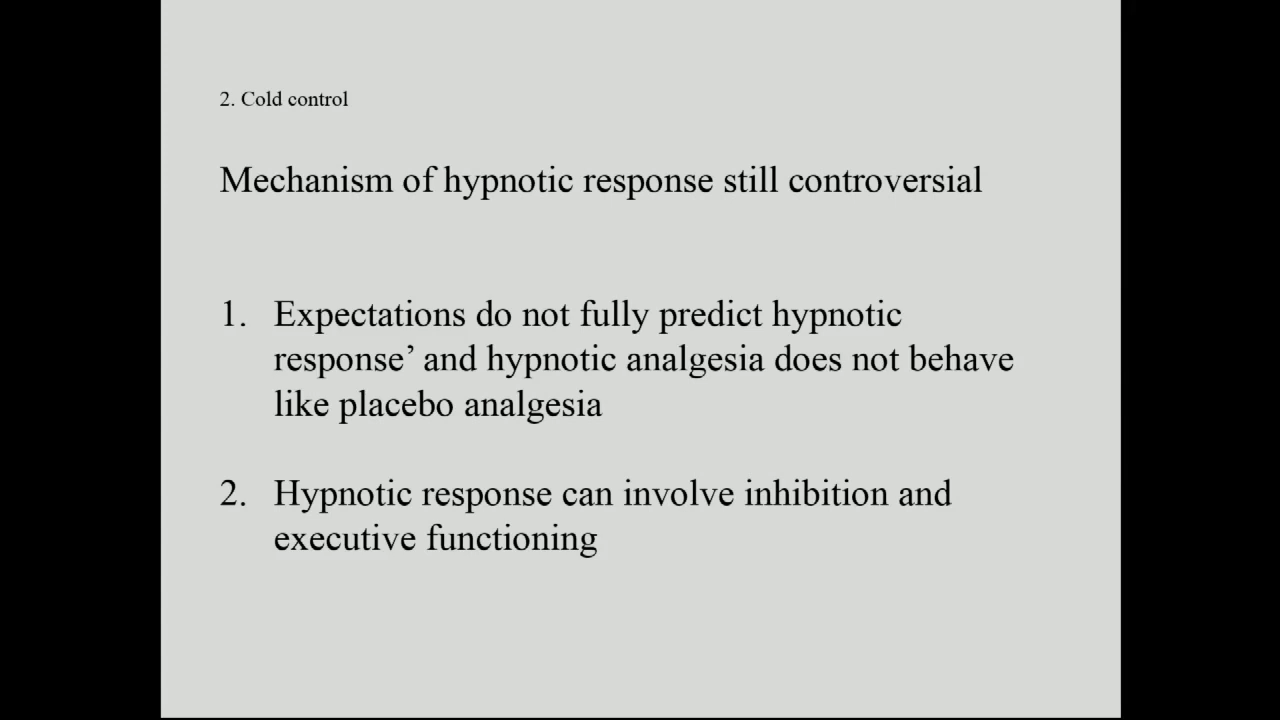 2. Cold control
Mechanism of hypnotic response still controversial
1. Expectations do not fully predict hypnotic
response’ and hypnotic analgesia does not behave
like placebo analgesia
2. Hypnotic response can involve inhibition and
executive functioning